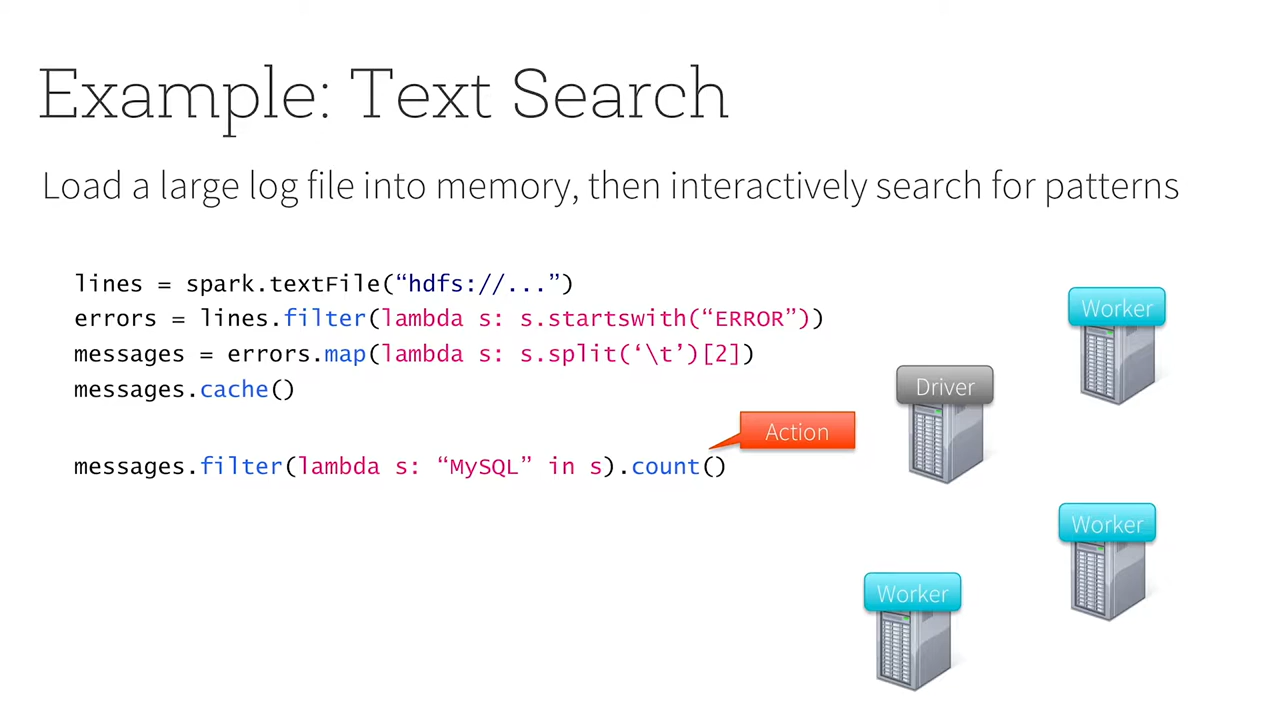 Example: Text Search
Load a large log file into memory, then interactively search for patterns
lines = spark.textFile(“hdfs://...”)
errors = lines.filter(lambda s: s.startswith(“ERROR”))
messages = errors.map(lambda s: s.split(‘\t’)[2])
messages.cache()
messages.filter(lambda s: “MySQL” in s).count()
Action
Driver
Worker
Worker
Worker